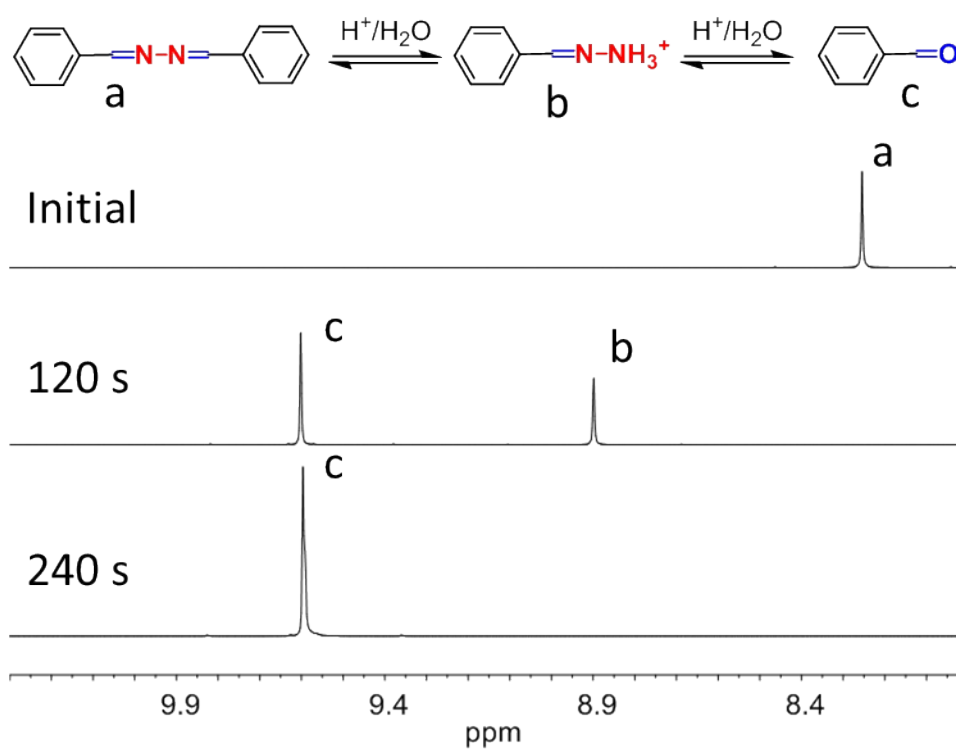 H⁺/H₂O H⁺/H₂O
N–N N–NH₃⁺ O
a b c
a
Initial
c
b
120 s
c
240 s
9.9 9.4 8.9 8.4
ppm